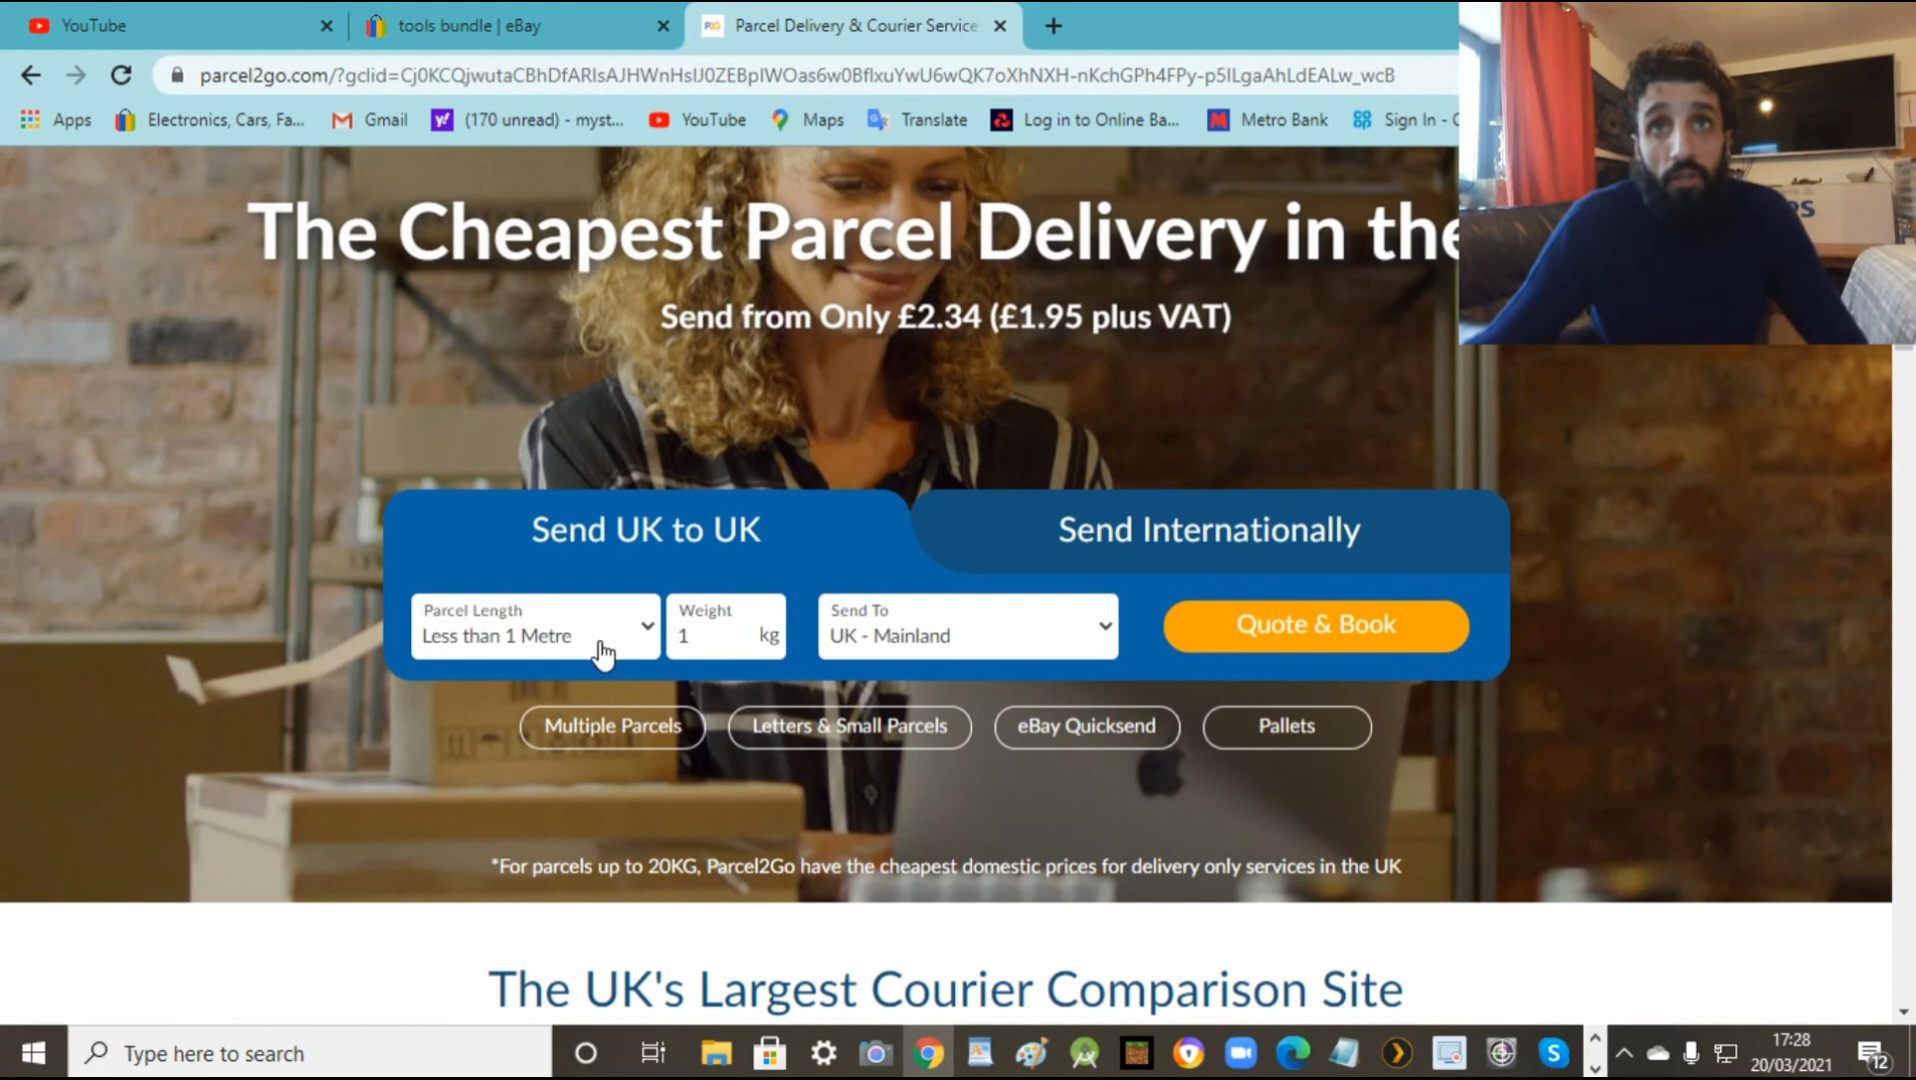 YouTube
tools bundle | eBay
Parcel Delivery & Courier Service
parcel2go.com/?gclid=Cj0KCQjwutaCBhDfARIsAJHWnHsIJ0ZEBpIWOas6w0BflxuYwU6wQK7oXhNXH-nKchGPh4FPy-p5ILgaAhLdEALw_wcB
Apps
Electronics, Cars, Fa...
Gmail
(170 unread) - myst...
YouTube
Maps
Translate
Log in to Online Ba...
Metro Bank
Sign In -
The Cheapest Parcel Delivery in the
Send from Only £2.34 (£1.95 plus VAT)
Send UK to UK
Send Internationally
Parcel Length
Less than 1 Metre
Weight
1 kg
Send To
UK - Mainland
Quote & Book
Multiple Parcels
Letters & Small Parcels
eBay Quicksend
Pallets
*For parcels up to 20KG, Parcel2Go have the cheapest domestic prices for delivery only services in the UK
The UK's Largest Courier Comparison Site
Type here to search
17:28
20/03/2021
12